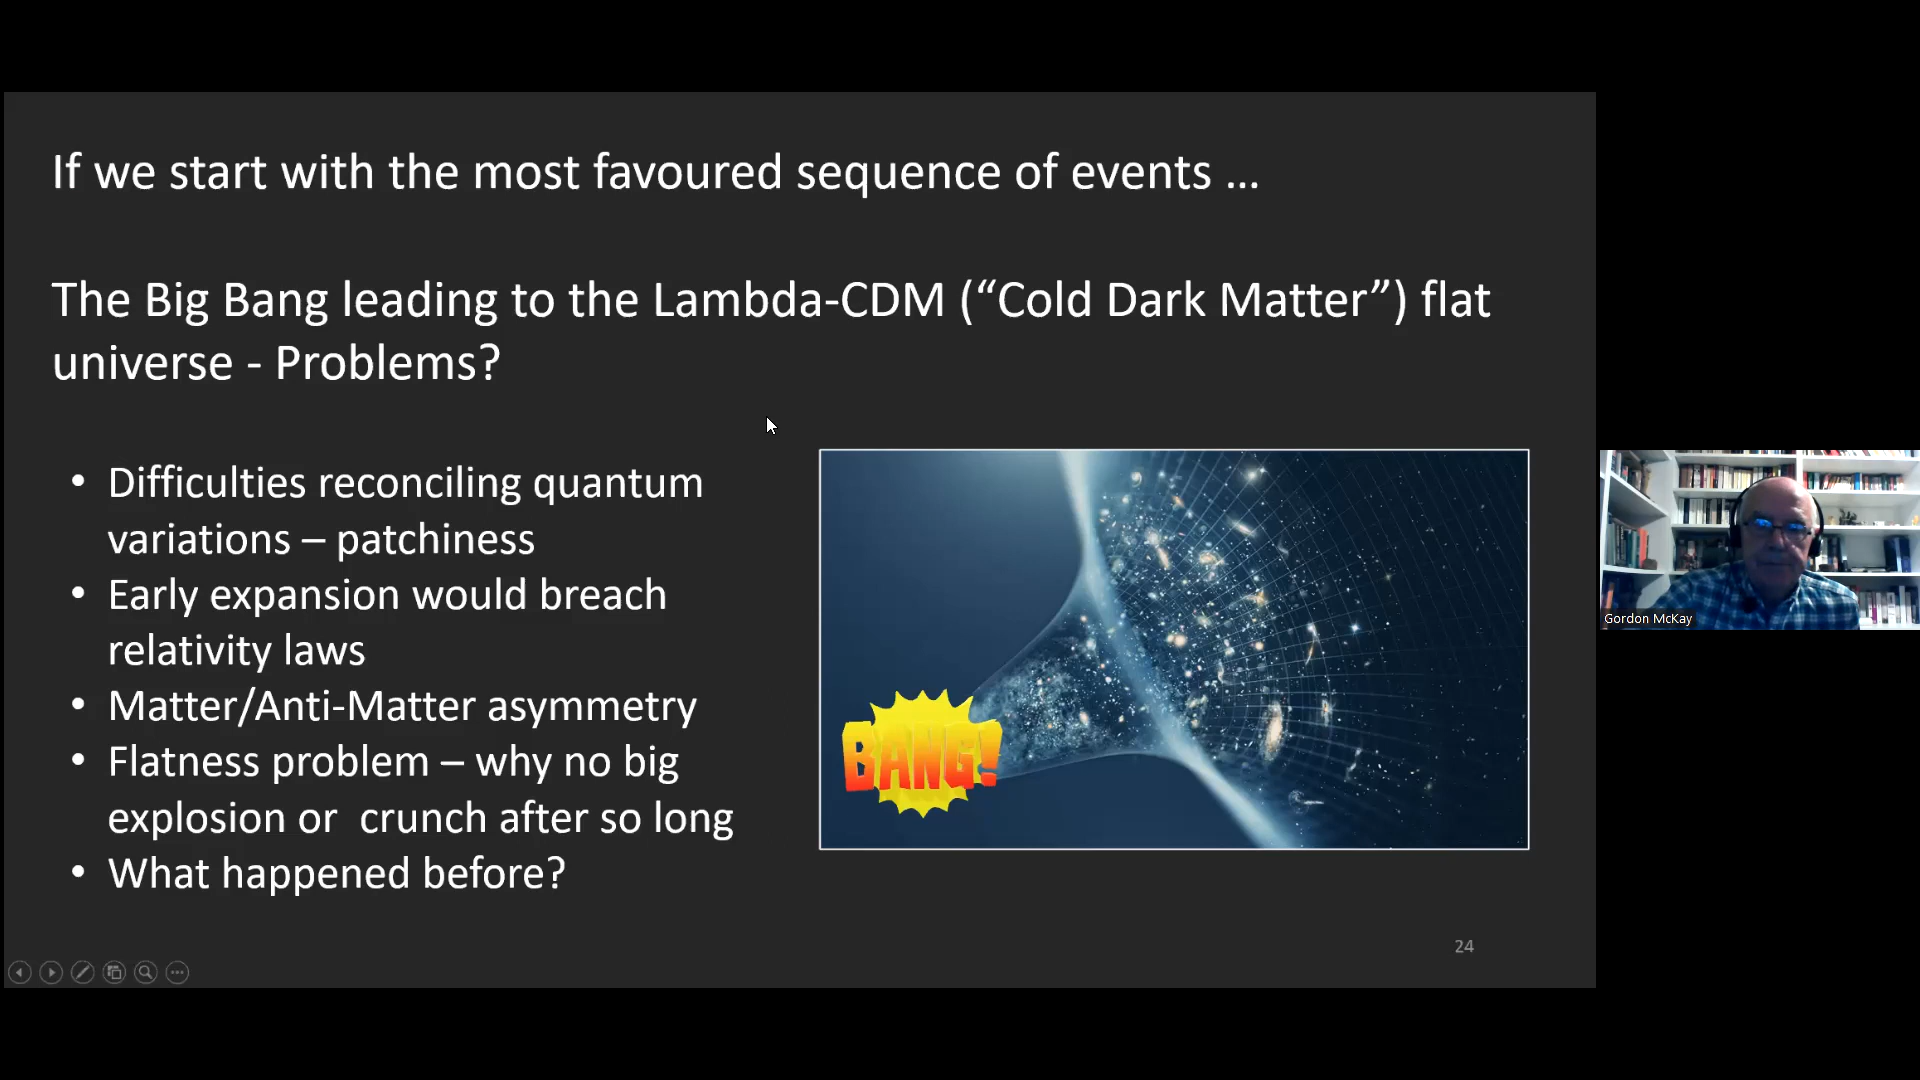 If we start with the most favoured sequence of events ...
The Big Bang leading to the Lambda-CDM (“Cold Dark Matter”) flat
universe - Problems?
• Difficulties reconciling quantum
variations – patchiness
• Early expansion would breach
relativity laws
• Matter/Anti-Matter asymmetry
• Flatness problem – why no big
explosion or  crunch after so long
• What happened before?
BANG!
24
Gordon McKay